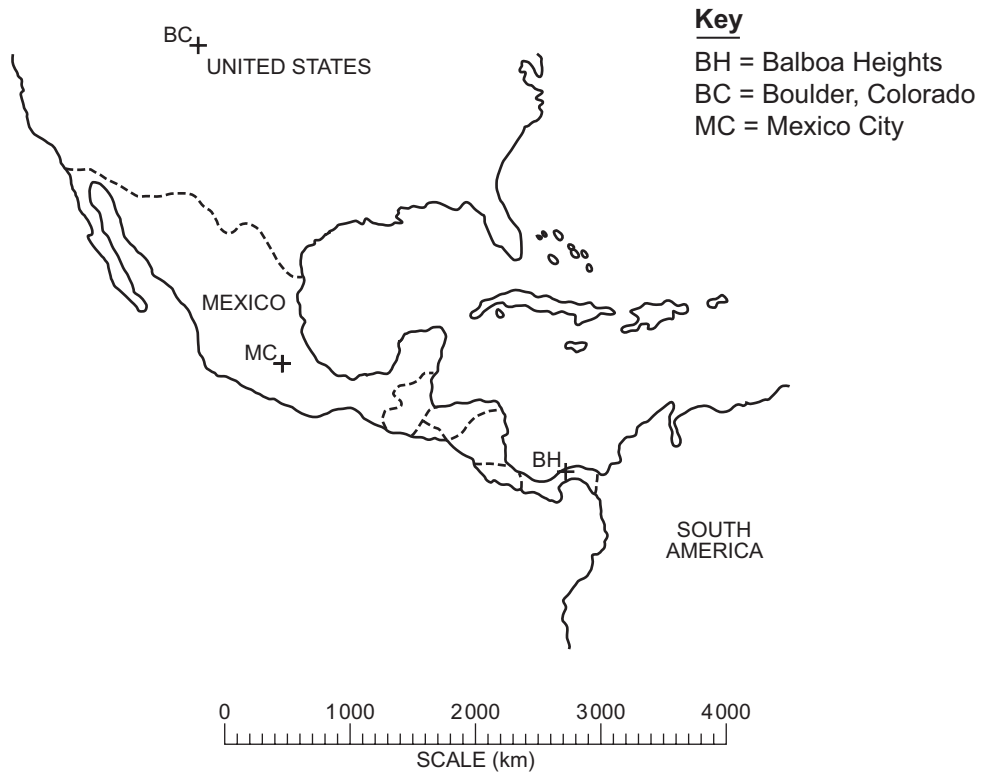 BC
UNITED STATES
Key
BH = Balboa Heights
BC = Boulder, Colorado
MC = Mexico City
MEXICO
MC
BH
SOUTH
AMERICA
0 1000 2000 3000 4000
SCALE (km)